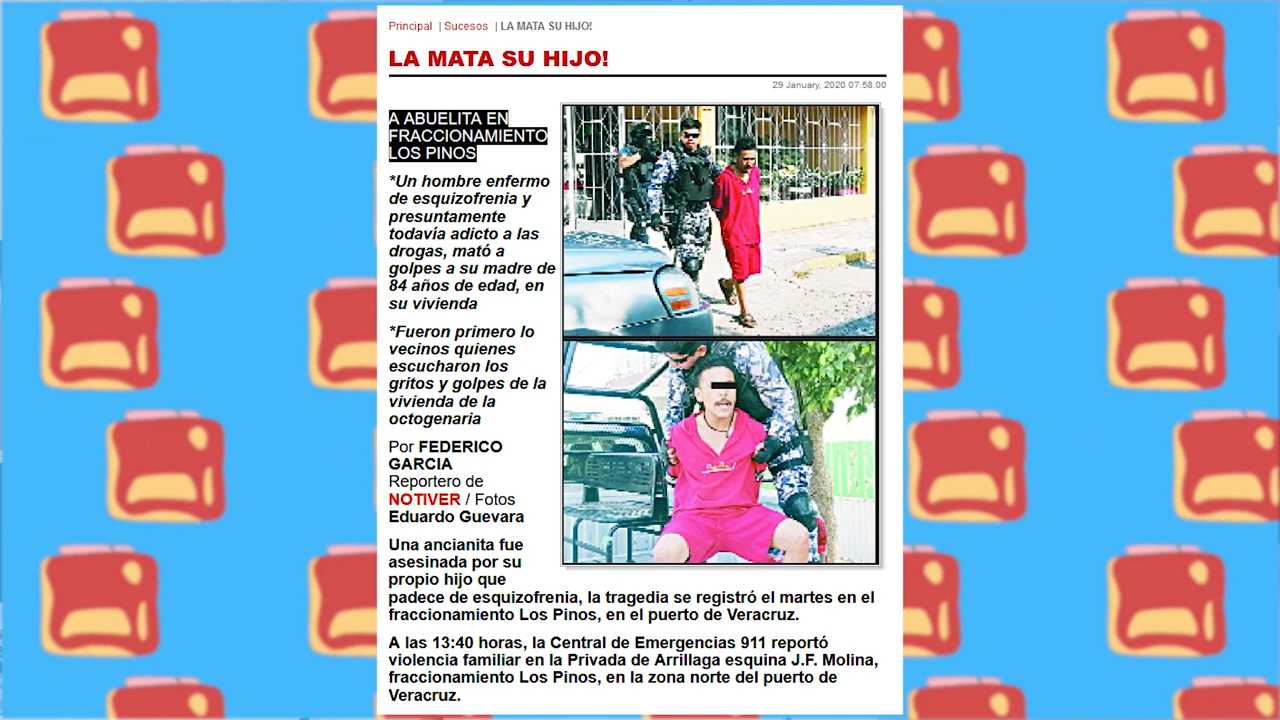 Principal | Sucesos | LA MATA SU HIJO!
LA MATA SU HIJO!
29 January, 2020 07:58:00
A ABUELITA EN
FRACCIONAMIENTO
LOS PINOS
*Un hombre enfermo
de esquizofrenia y
presuntamente
todavía adicto a las
drogas, mató a
golpes a su madre de
84 años de edad, en
su vivienda
*Fueron primero lo
vecinos quienes
escucharon los
gritos y golpes de la
vivienda de la
octogenaria
Por FEDERICO
GARCIA
Reportero de
NOTIVER / Fotos
Eduardo Guevara
Una ancianita fue
asesinada por su
propio hijo que
padece de esquizofrenia, la tragedia se registró el martes en el
fraccionamiento Los Pinos, en el puerto de Veracruz.
A las 13:40 horas, la Central de Emergencias 911 reportó
violencia familiar en la Privada de Arrillaga esquina J.F. Molina,
fraccionamiento Los Pinos, en la zona norte del puerto de
Veracruz.